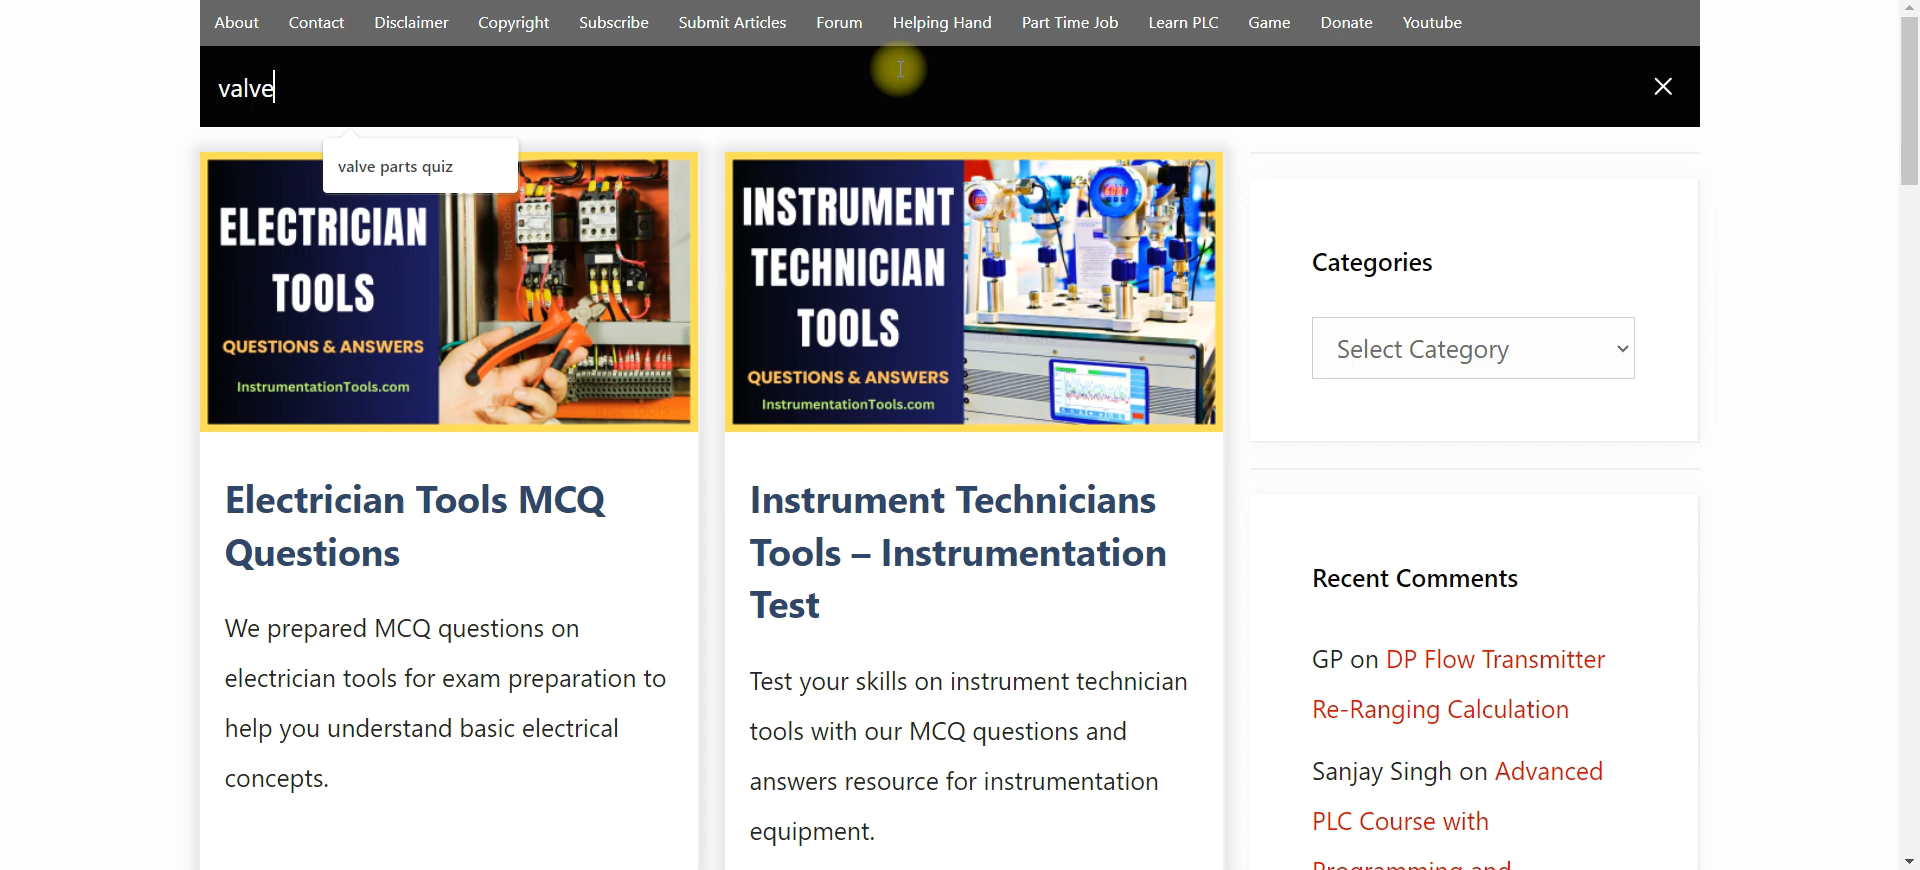 About Contact Disclaimer Copyright Subscribe Submit Articles Forum Helping Hand Part Time Job Learn PLC Game Donate Youtube
valve
valve parts quiz
ELECTRICIAN
TOOLS
QUESTIONS & ANSWERS
InstrumentationTools.com
INSTRUMENT
TECHNICIAN
TOOLS
QUESTIONS & ANSWERS
InstrumentationTools.com
Electrician Tools MCQ
Questions
We prepared MCQ questions on
electrician tools for exam preparation to
help you understand basic electrical
concepts.
Instrument Technicians
Tools – Instrumentation
Test
Test your skills on instrument technician
tools with our MCQ questions and
answers resource for instrumentation
equipment.
Categories
Select Category
Recent Comments
GP on DP Flow Transmitter
Re-Ranging Calculation
Sanjay Singh on Advanced
PLC Course with
Programming and